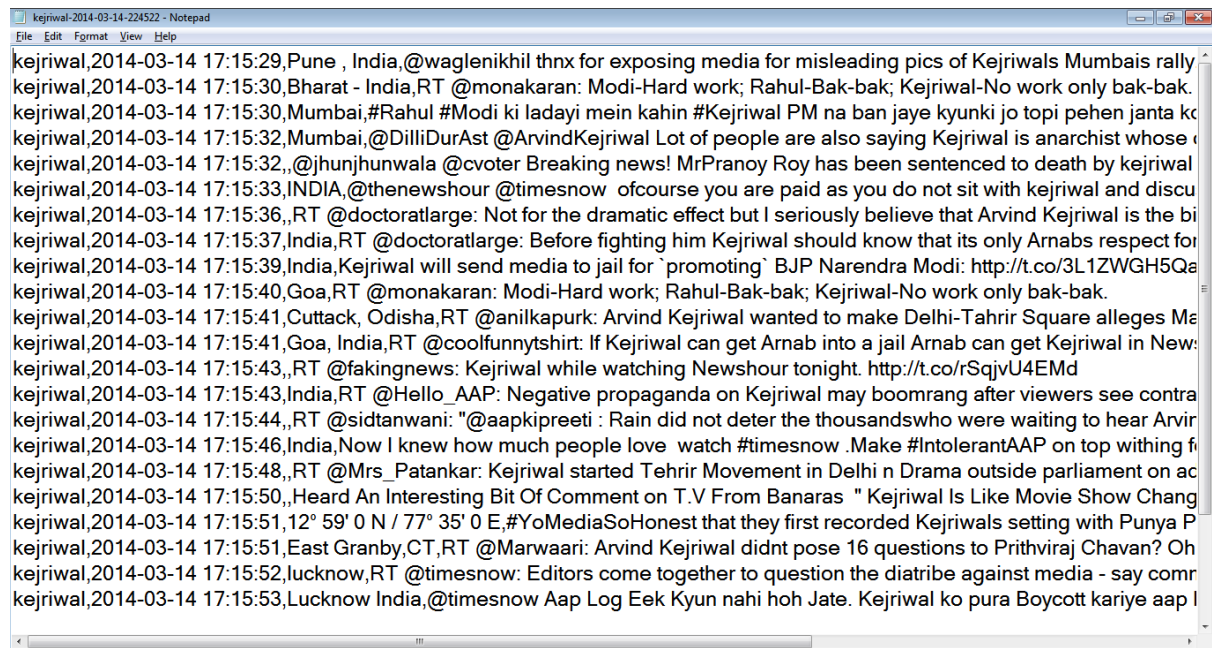 kejriwal-2014-03-14-224522 - Notepad
File Edit Format View Help
kejriwal,2014-03-14 17:15:29,Pune , India,@waglenikhil thnx for exposing media for misleading pics of Kejriwals Mumbais rally
kejriwal,2014-03-14 17:15:30,Bharat - India,RT @monakaran: Modi-Hard work; Rahul-Bak-bak; Kejriwal-No work only bak-bak.
kejriwal,2014-03-14 17:15:30,Mumbai,#Rahul #Modi ki ladayi mein kahin #Kejriwal PM na ban jaye kyunki jo topi pehen janta
kejriwal,2014-03-14 17:15:32,Mumbai,@DilliDurAst @ArvindKejriwal Lot of people are also saying Kejriwal is anarchist whose
kejriwal,2014-03-14 17:15:32,,@jhunjhunwala @cvoter Breaking news! MrPranoy Roy has been sentenced to death by kejriwal
kejriwal,2014-03-14 17:15:33,INDIA,@thenewshour @timesnow  ofcourse you are paid as you do not sit with kejriwal and discu
kejriwal,2014-03-14 17:15:36,,RT @doctoratlarge: Not for the dramatic effect but I seriously believe that Arvind Kejriwal is the bi
kejriwal,2014-03-14 17:15:37,India,RT @doctoratlarge: Before fighting him Kejriwal should know that its only Arnabs respect for
kejriwal,2014-03-14 17:15:39,India,Kejriwal will send media to jail for `promoting` BJP Narendra Modi: http://t.co/3L1ZWGH5Qa
kejriwal,2014-03-14 17:15:40,Goa,RT @monakaran: Modi-Hard work; Rahul-Bak-bak; Kejriwal-No work only bak-bak.
kejriwal,2014-03-14 17:15:41,Cuttack, Odisha,RT @anilkapurk: Arvind Kejriwal wanted to make Delhi-Tahrir Square alleges Ma
kejriwal,2014-03-14 17:15:41,Goa, India,RT @coolfunnytshirt: If Kejriwal can get Arnab into a jail Arnab can get Kejriwal in News
kejriwal,2014-03-14 17:15:43,,RT @fakingnews: Kejriwal while watching Newshour tonight. http://t.co/rSqjvU4EMd
kejriwal,2014-03-14 17:15:43,India,RT @Hello_AAP: Negative propaganda on Kejriwal may boomrang after viewers see contra
kejriwal,2014-03-14 17:15:44,,RT @sidtanwani: "@aapkipreeti : Rain did not deter the thousandswho were waiting to hear Arvin
kejriwal,2014-03-14 17:15:46,India,Now I knew how much people love  watch #timesnow .Make #IntolerantAAP on top withing
kejriwal,2014-03-14 17:15:48,,RT @Mrs_Patankar: Kejriwal started Tehrir Movement in Delhi n Drama outside parliament on
kejriwal,2014-03-14 17:15:50,,Heard An Interesting Bit Of Comment on T.V From Banaras  " Kejriwal Is Like Movie Show Chang
kejriwal,2014-03-14 17:15:51,12° 59' 0 N / 77° 35' 0 E,#YoMediaSoHonest that they first recorded Kejriwals setting with Punya P
kejriwal,2014-03-14 17:15:51,East Granby,CT,RT @Marwaari: Arvind Kejriwal didnt pose 16 questions to Prithviraj Chavan? Oh
kejriwal,2014-03-14 17:15:52,lucknow,RT @timesnow: Editors come together to question the diatribe against media - say
kejriwal,2014-03-14 17:15:53,Lucknow India,@timesnow Aap Log Eek Kyun nahi hoh Jate. Kejriwal ko pura Boycott kariye aap